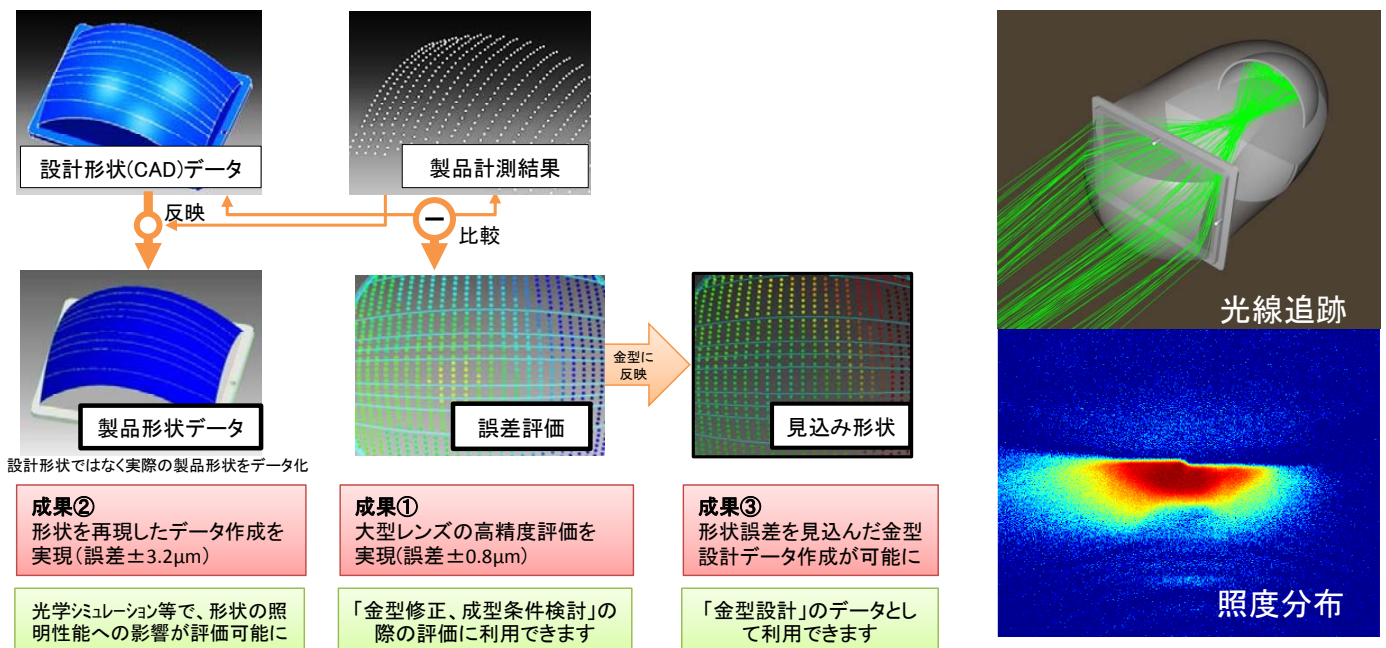 設計形状(CAD)データ
製品計測結果
反映
−
比較
製品形状データ
設計形状ではなく実際の製品形状をデータ化
誤差評価
金型に
反映
見込み形状
成果②
形状を再現したデータ作成を
実現(誤差±3.2μm)
成果①
大型レンズの高精度評価を
実現(誤差±0.8μm)
成果③
形状誤差を見込んだ金型
設計データ作成が可能に
光学シミュレーション等で、形状の照
明性能への影響が評価可能に
「金型修正、成型条件検討」の
際の評価に利用できます
「金型設計」のデータとし
て利用できます
光線追跡
照度分布